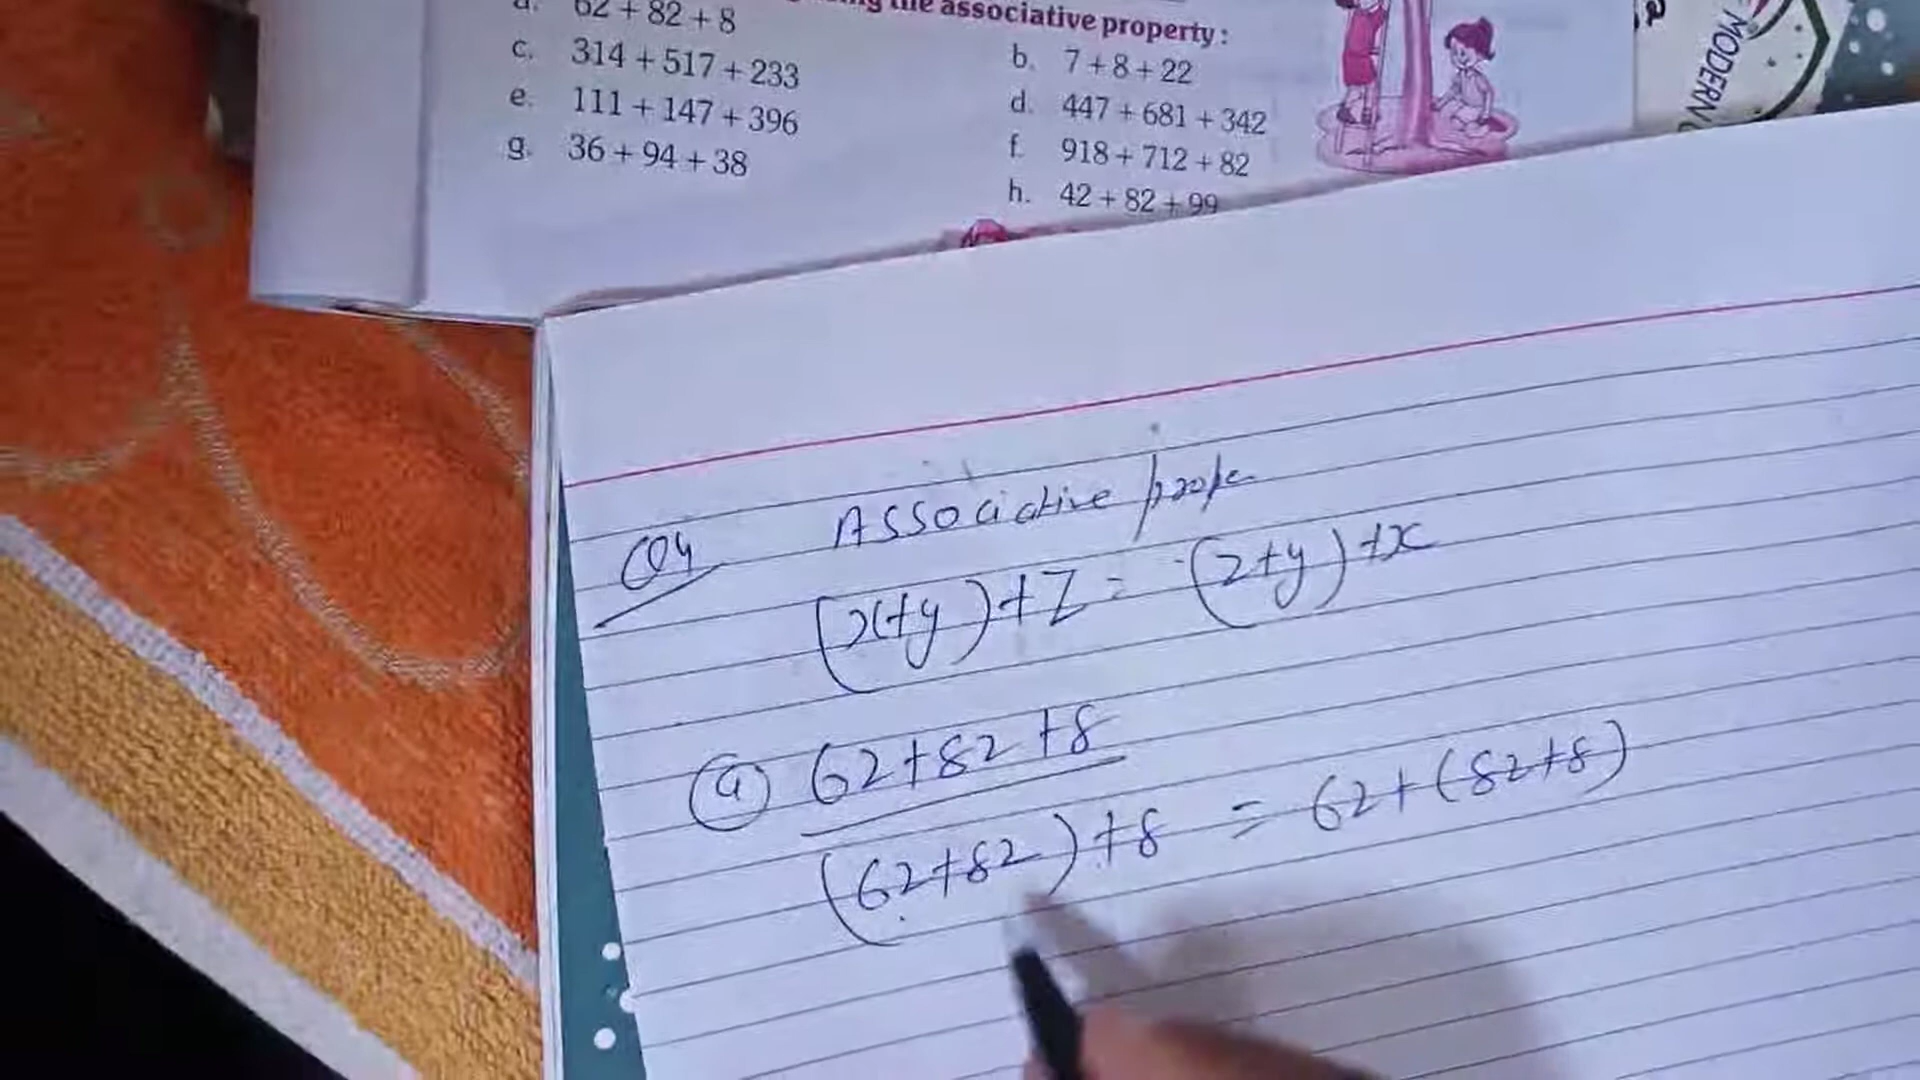 the associative property :
a. 62 + 82 + 8
b. 7 + 8 + 22
c. 314 + 517 + 233
d. 447 + 681 + 342
e. 111 + 147 + 396
f. 918 + 712 + 82
g. 36 + 94 + 38
h. 42 + 82 + 99
MODERN
Q4 Associative prope
(x+y)+Z = (z+y)+x
(a) 62+82+8
(62+82)+8 = 62+(82+8)